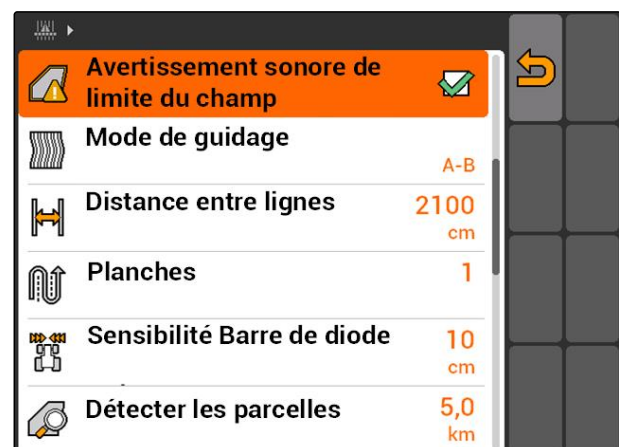 Avertissement sonore de
limite du champ
Mode de guidage
A-B
Distance entre lignes
2100
cm
Planches
1
Sensibilité Barre de diode
10
cm
Détecter les parcelles
5,0
km